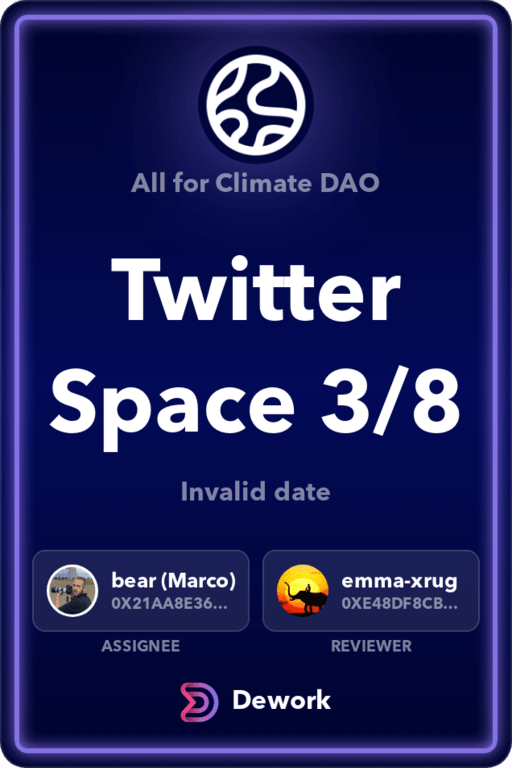 All for Climate DAO
Twitter
Space 3/8
Invalid date
bear (Marco)
0X21AA8E36...
emma-xrug
0XE48DF8CB...
ASSIGNEE
REVIEWER
Dework